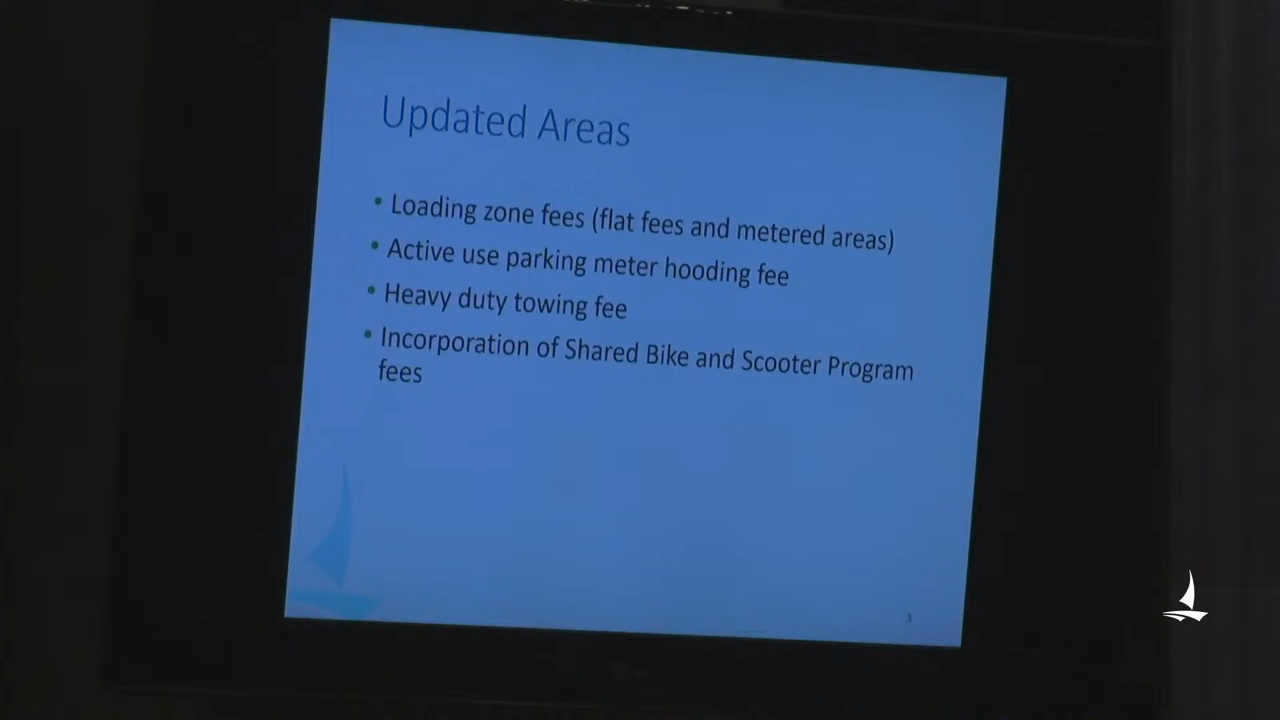 Updated Areas
• Loading zone fees (flat fees and metered areas)
• Active use parking meter hooding fee
• Heavy duty towing fee
• Incorporation of Shared Bike and Scooter Program
fees
3